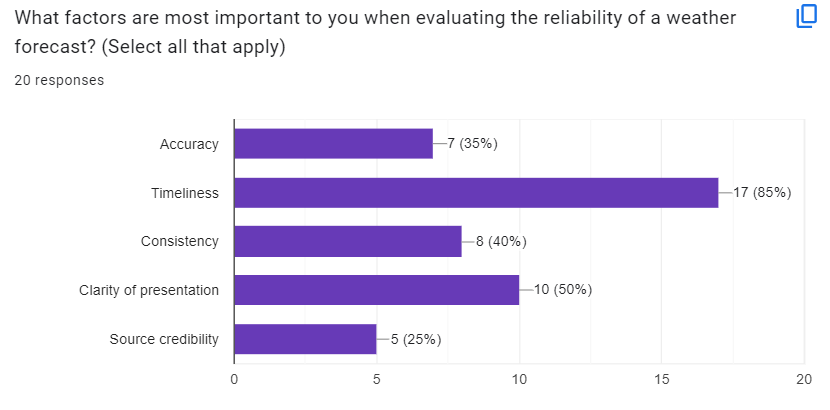 What factors are most important to you when evaluating the reliability of a weather
forecast? (Select all that apply)
20 responses
Accuracy
7 (35%)
Timeliness
17 (85%)
Consistency
8 (40%)
Clarity of presentation
10 (50%)
Source credibility
5 (25%)
0
5
10
15
20